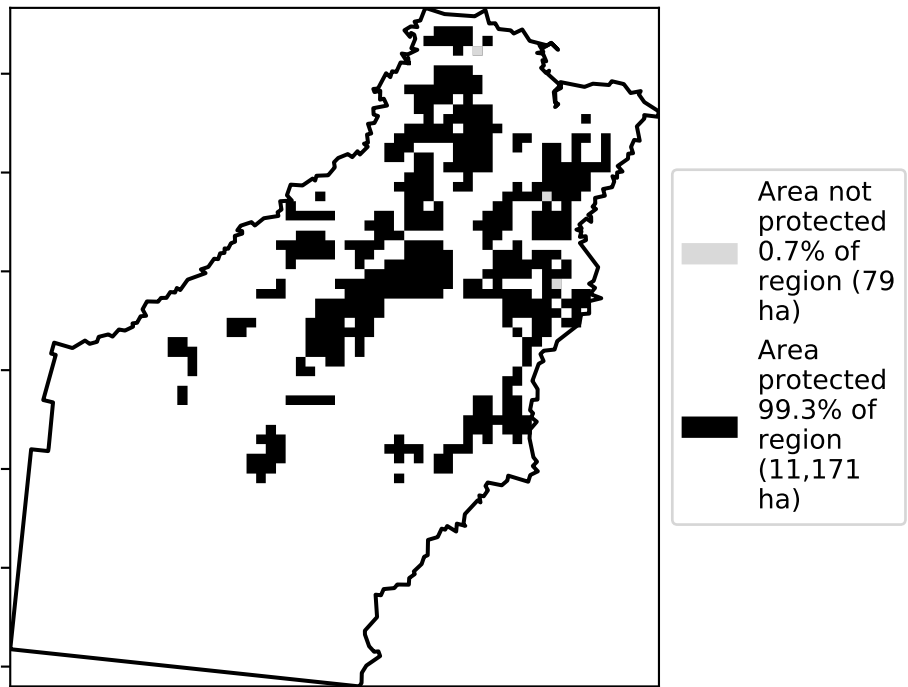 Area not
protected
0.7% of
region (79
ha)
Area
protected
99.3% of
region
(11,171
ha)